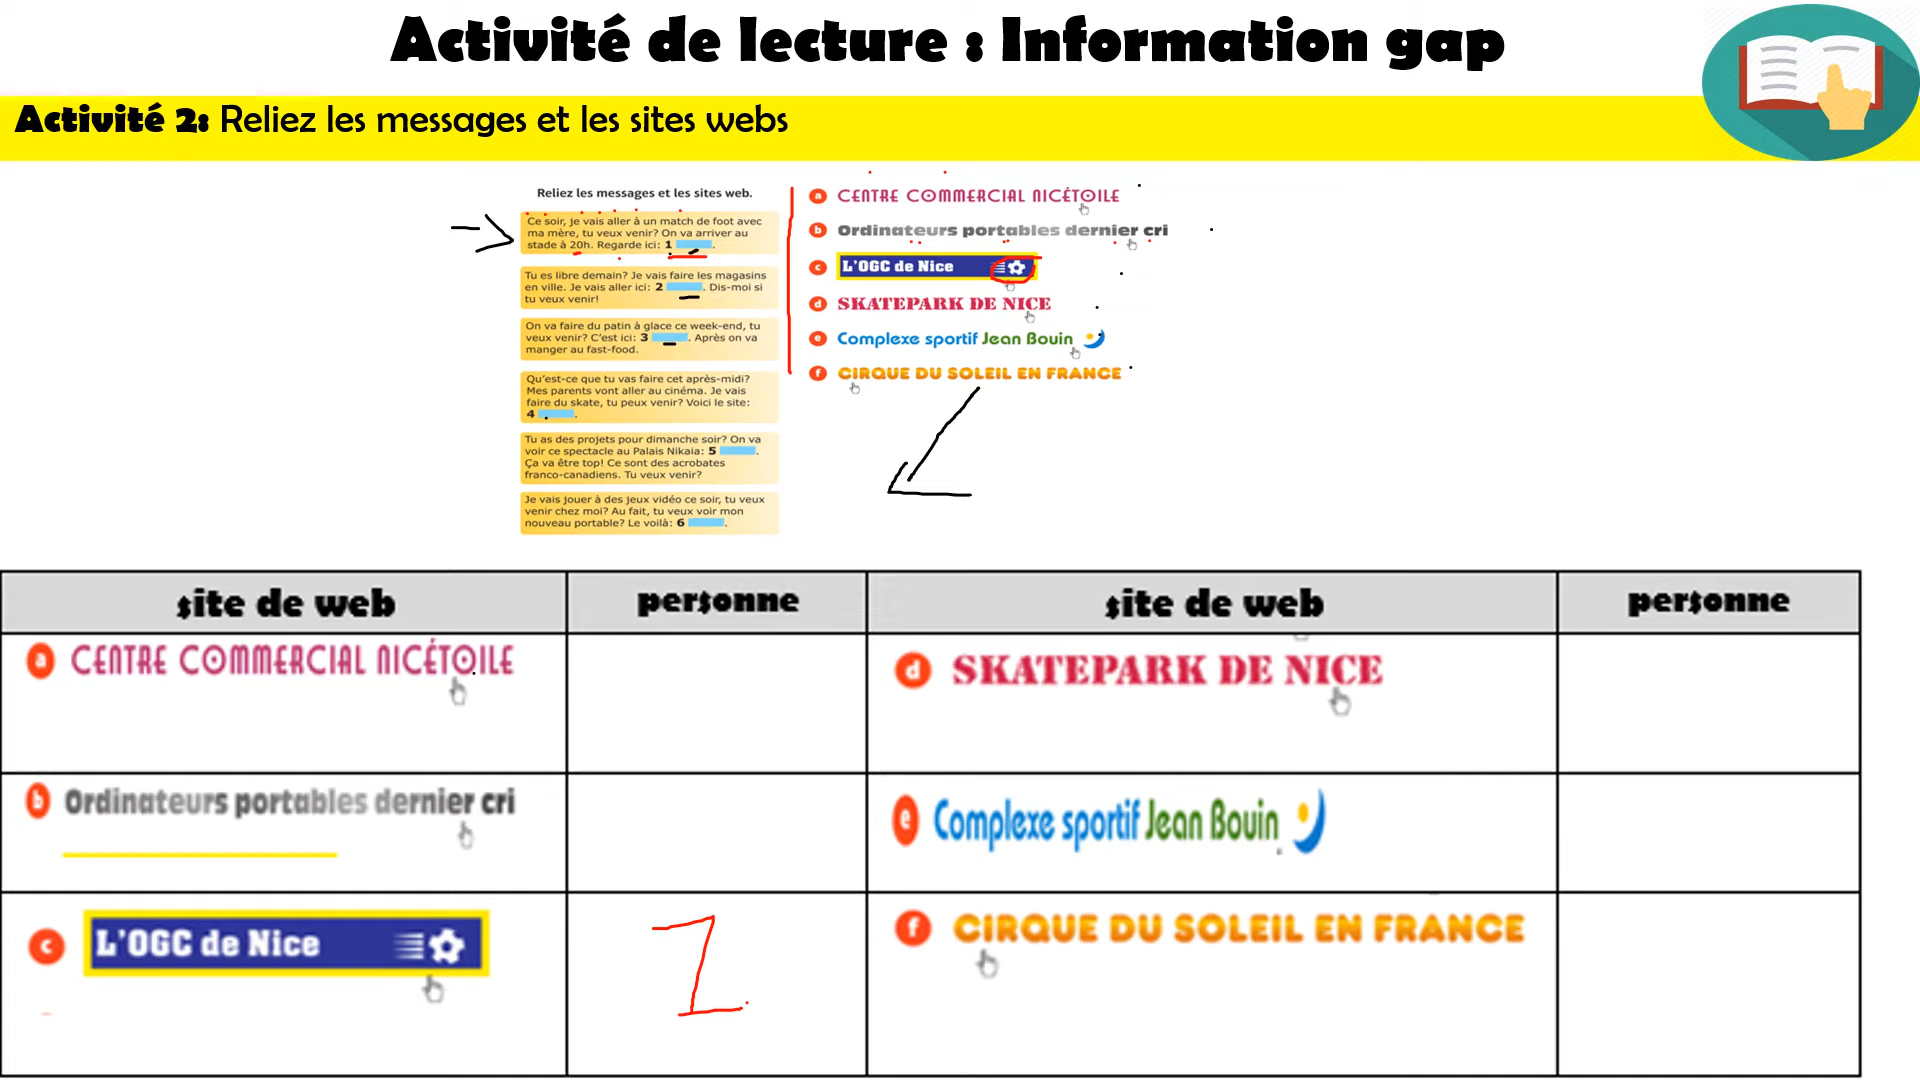 Activité de lecture : Information gap
Activité 2: Reliez les messages et les sites webs
Reliez les messages et les sites web.
Ce soir, je vais aller à un match de foot avec
ma mère, tu veux venir? On va arriver au
stade à 20h. Regarde ici: 1 .
Tu es libre demain? Je vais faire les magasins
en ville. Je vais aller ici: 2 . Dis-moi si
tu veux venir!
On va faire du patin à glace ce week-end, tu
veux venir? C'est ici: 3 . Après on va
manger au fast-food.
Qu'est-ce que tu vas faire cet après-midi?
Mes parents vont aller au cinéma. Je vais
faire du skate, tu peux venir? Voici le site:
4 .
Tu as des projets pour dimanche soir? On va
voir ce spectacle au Palais Nikaia: 5 .
Ça va être top! Ce sont des acrobates
franco-canadiens. Tu veux venir?
Je vais jouer à des jeux vidéo ce soir, tu veux
venir chez moi? Au fait, tu veux voir mon
nouveau portable? Le voilà: 6 .
a CENTRE COMMERCIAL NICÉTOILE
b Ordinateurs portables dernier cri
c L'OGC de Nice
d SKATEPARK DE NICE
e Complexe sportif Jean Bouin
f CIRQUE DU SOLEIL EN FRANCE
site de web personne site de web personne
a CENTRE COMMERCIAL NICÉTOILE
d SKATEPARK DE NICE
b Ordinateurs portables dernier cri
e Complexe sportif Jean Bouin
c L'OGC de Nice
1
f CIRQUE DU SOLEIL EN FRANCE